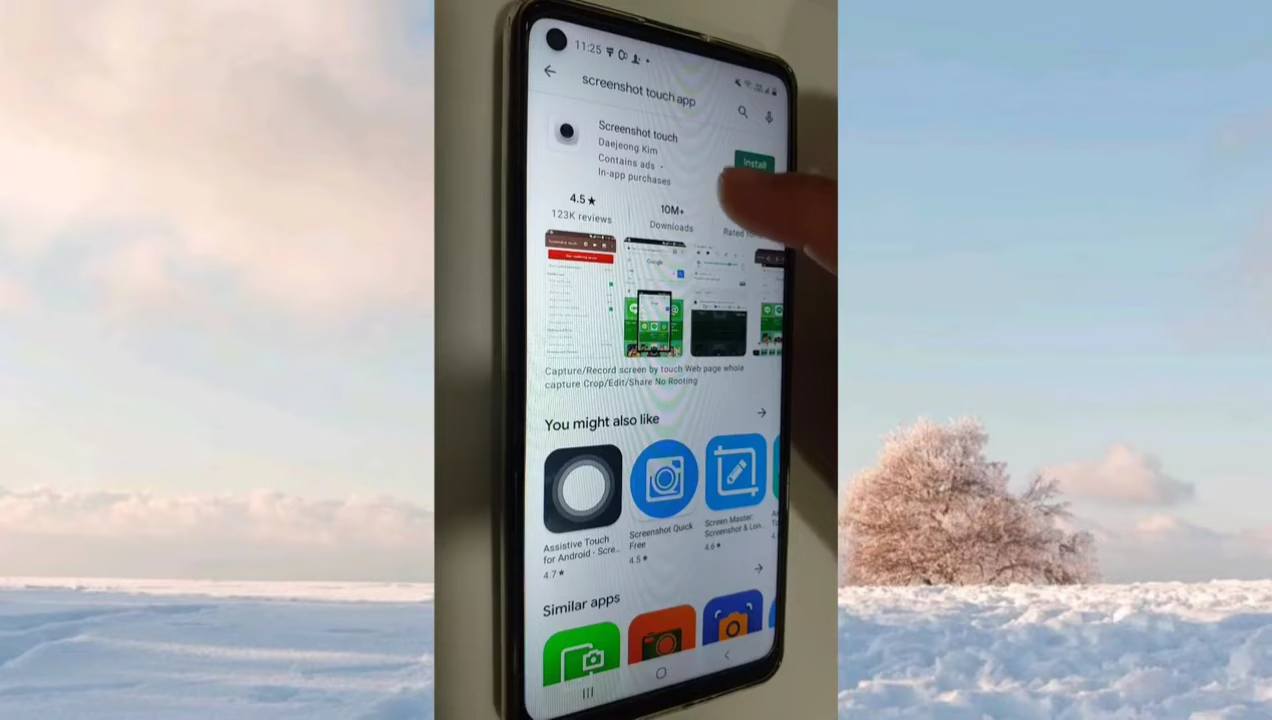 11:25
screenshot touch app
Screenshot touch
Daejeong Kim
Contains ads •
In-app purchases
Install
4.5★
123K reviews
10M+
Downloads
Rated
Google
Capture/Record screen by touch Web page whole
capture Crop/Edit/Share No Rooting
You might also like
Assistive Touch
for Android - Scre..
4.7★
Screenshot Quick
Free
4.5★
Screen Master:
Screenshot & Lon..
4.6★
Similar apps